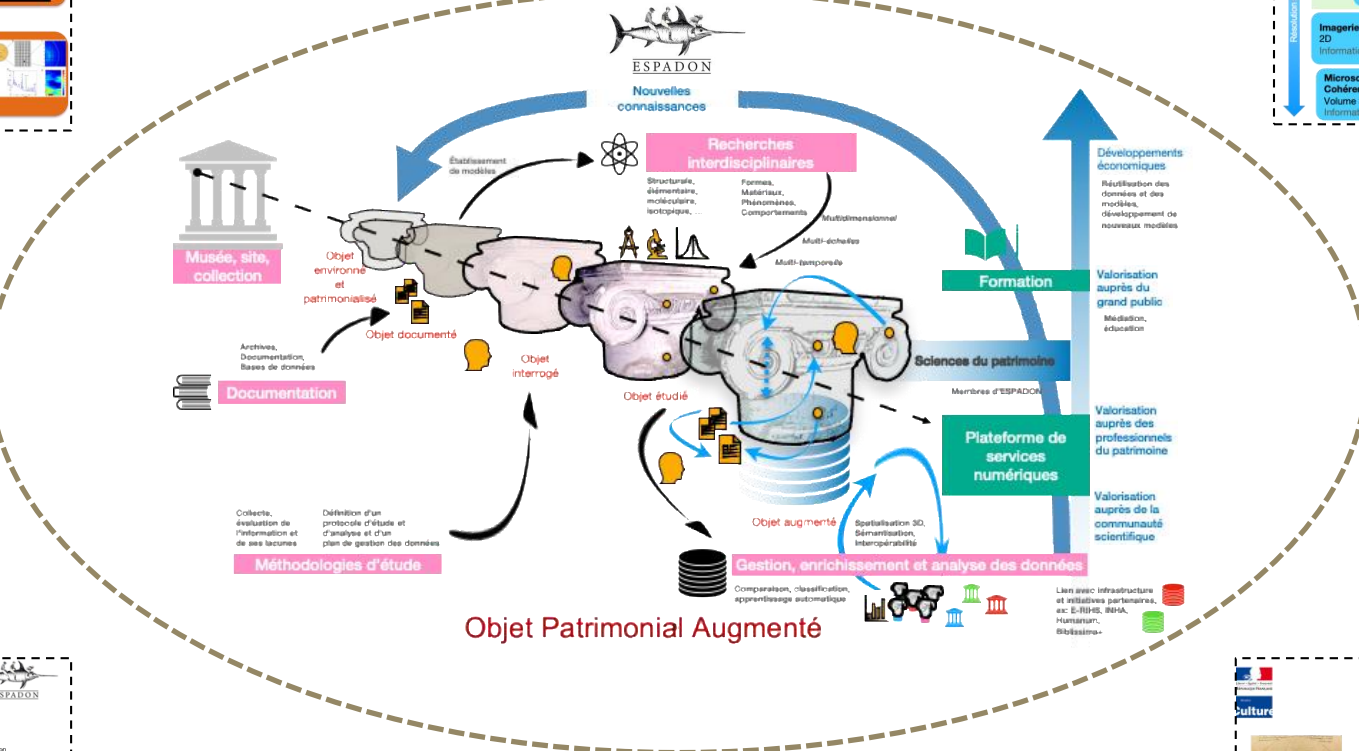 ESPADON
Nouvelles
connaissances
Recherches
interdisciplinaires
Structurale,
élémentaire,
moléculaire,
isotopique, ...
Formes,
Matériaux,
Phénomènes,
Comportements
Établissement
de modèles
Multidimensionnel
Multi-échelles
Multi-temporels
Musée, site,
collection
Objet
environné
et
patrimonialisé
Objet documenté
Archives,
Documentation,
Bases de données
Documentation
Objet
interrogé
Objet étudié
Collecte,
évaluation de
l'information et
de ses lacunes
Définition d'un
protocole d'étude et
d'analyse et d'un
plan de gestion des données
Méthodologies d'étude
Objet augmenté
Spatialisation 3D,
Sémantisation,
Interopérabilité
Gestion, enrichissement et analyse des données
Comparaison, classification,
apprentissage automatique
Objet Patrimonial Augmenté
Formation
Sciences du patrimoine
Membres d'ESPADON
Plateforme de
services
numériques
Développements
économiques
Réutilisation des
données et des
modèles,
développement de
nouveaux modèles
Valorisation
auprès du
grand public
Médiation,
éducation
Valorisation
auprès des
professionnels
du patrimoine
Valorisation
auprès de la
communauté
scientifique
Lien avec infrastructure
et initiatives partenaires,
ex: E-RIHS, INHA,
Humanum,
Biblissima+
Résolution
Imagerie
2D
Informatio
Microsc
Cohéren
Volume
Informat
SPADON
Culture